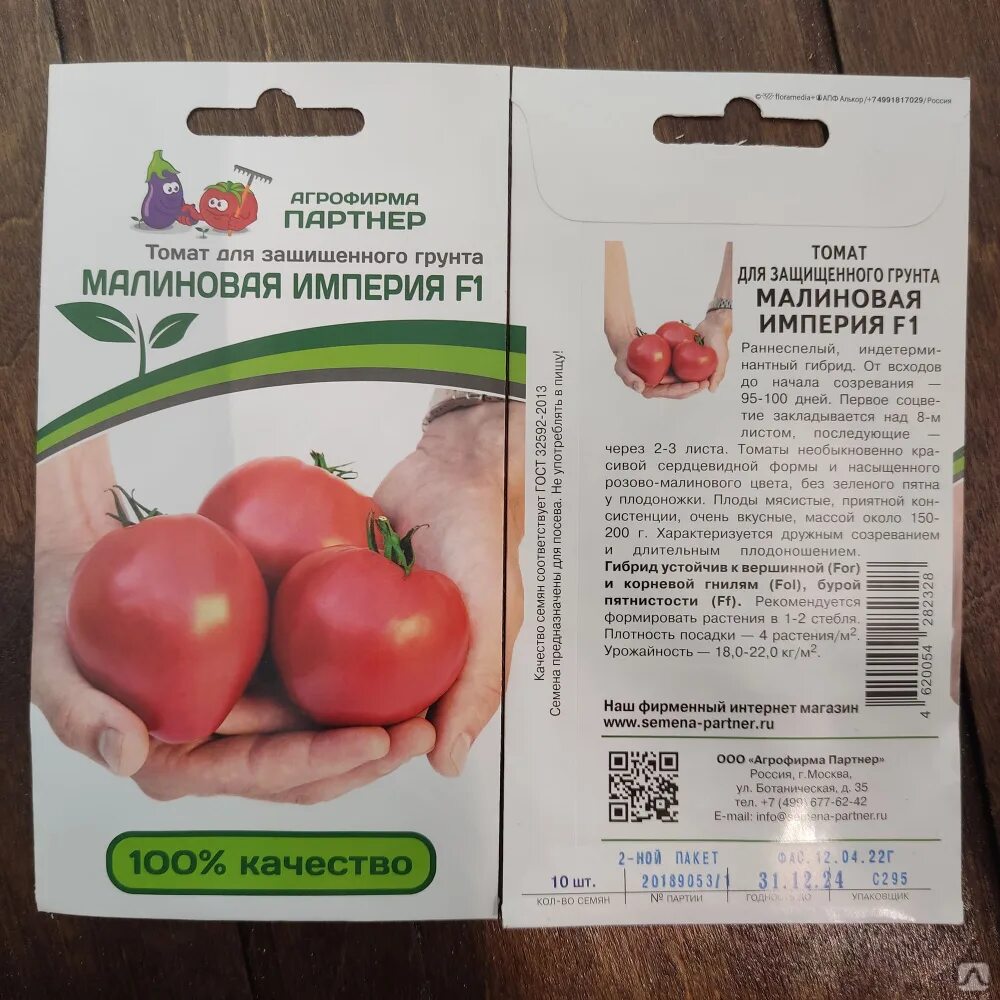 АГРОФИРМА
ПАРТНЕР
Томат для защищенного грунта
МАЛИНОВАЯ ИМПЕРИЯ F1
100% качество
© floramedia+ АПФ Алькор/+74991817029/Россия
Качество семян соответствует ГОСТ 32592-2013
Семена предназначены для посева. Не употреблять в пищу!
ТОМАТ
ДЛЯ ЗАЩИЩЕННОГО ГРУНТА
МАЛИНОВАЯ
ИМПЕРИЯ F1
Раннеспелый, индетерми-
нантный гибрид. От всходов
до начала созревания —
95-100 дней. Первое соцве-
тие закладывается над 8-м
листом, последующие —
через 2-3 листа. Томаты необыкновенно кра-
сивой сердцевидной формы и насыщенного
розово-малинового цвета, без зеленого пятна
у плодоножки. Плоды мясистые, приятной кон-
систенции, очень вкусные, массой около 150-
200 г. Характеризуется дружным созреванием
и длительным плодоношением.
Гибрид устойчив к вершинной (For)
и корневой гнилям (Fol), бурой
пятнистости (Ff). Рекомендуется
формировать растения в 1-2 стебля.
Плотность посадки — 4 растения/м².
Урожайность — 18,0-22,0 кг/м².
4 620054 282328
Наш фирменный интернет магазин
www.semena-partner.ru
ООО «Агрофирма Партнер»
Россия, г.Москва,
ул. Ботаническая, д. 35
тел. +7 (499) 677-62-42
E-mail: info@semena-partner.ru
2-НОЙ ПАКЕТ ФАС.12.04.22Г
10 шт. 20189053/1 31.12.24 С295
КОЛ-ВО СЕМЯН № ПАРТИИ ГОДНОСТЬ ДО УПАКОВЩИК